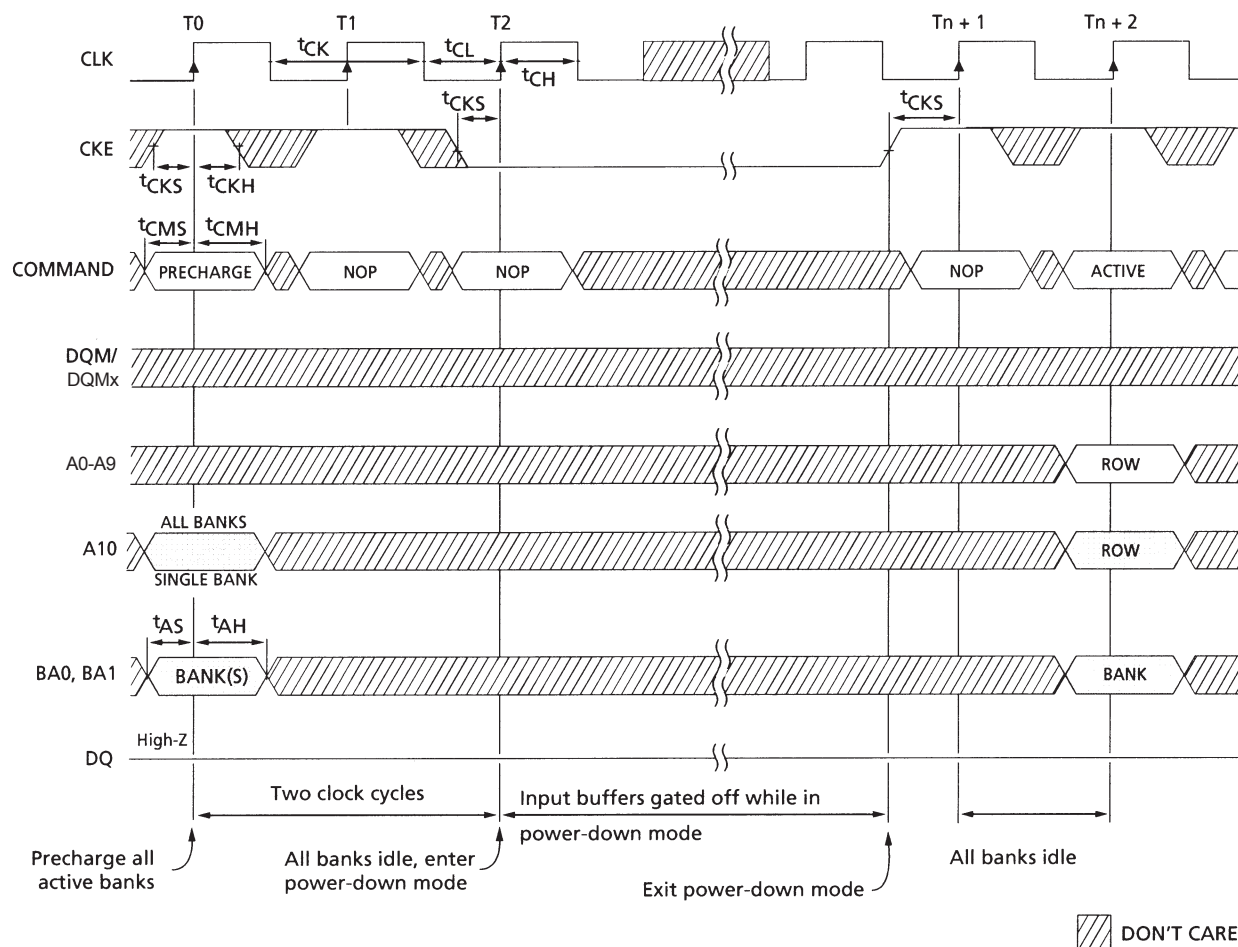 T0 T1 T2 Tn + 1 Tn + 2
CLK tCK tCL tCH
tCKS tCKS
CKE
tCKS tCKH
tCMS tCMH
COMMAND PRECHARGE NOP NOP NOP ACTIVE
DQM/
DQMx
A0-A9 ROW
ALL BANKS
A10 ROW
SINGLE BANK
tAS tAH
BA0, BA1 BANK(S) BANK
High-Z
DQ
Two clock cycles
Input buffers gated off while in
power-down mode
Precharge all
active banks
All banks idle, enter
power-down mode
Exit power-down mode
All banks idle
DON'T CARE